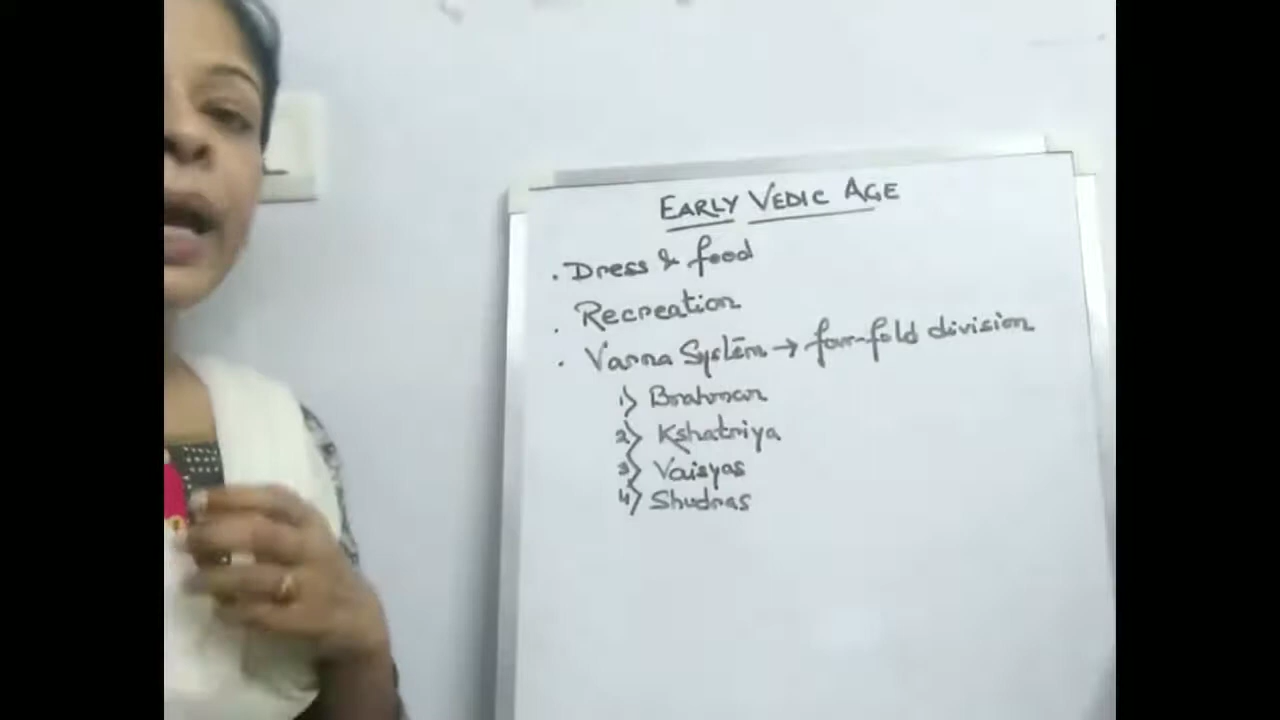 EARLY VEDIC AGE
. Dress & food
. Recreation
. Varna System → four-fold division
1) Brahman
2) Kshatriya
3) Vaisyas
4) Shudras